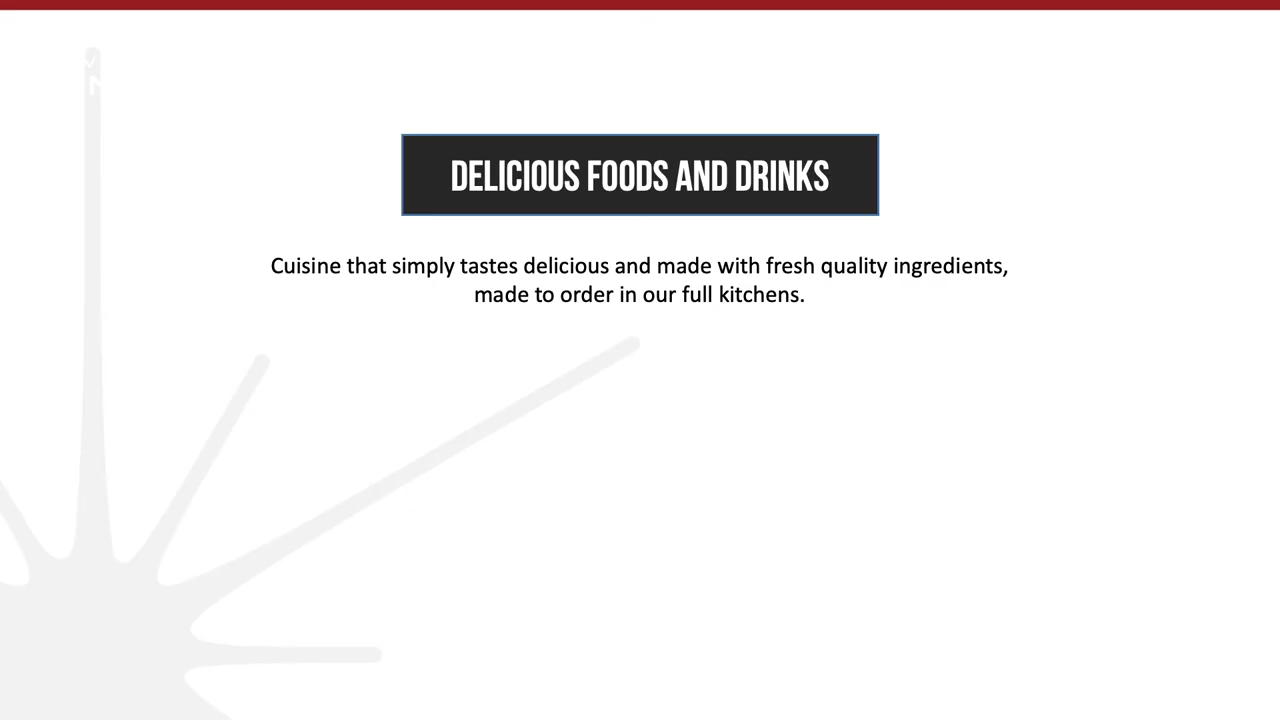 DELICIOUS FOODS AND DRINKS
Cuisine that simply tastes delicious and made with fresh quality ingredients,
made to order in our full kitchens.